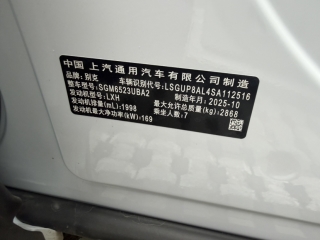 中国 上汽通用汽车有限公司制造
品牌:别克 车辆识别代号:LSGUP8AL4SA112516
整车型号:SGM6523UBA2 制造年月:2025-10
发动机型号:LXH 最大允许总质量(kg):2868
发动机排量(mL):1998 乘坐人数:7
发动机最大净功率(kW):169